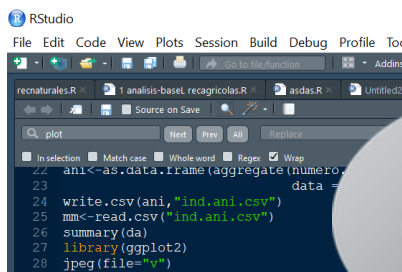 RStudio
File Edit Code View Plots Session Build Debug Profile
Go to file/function Addins
recnaturales.R × 1 analisis-baseL recagricolas.R × asdas.R × Untitled2
Source on Save
plot Next Prev All Replace
In selection Match case Whole word Regex Wrap
22 ani<-as.data.frame(aggregate(numero.
23 data =
24 write.csv(ani,"ind.ani.csv")
25 mm<-read.csv("ind.ani.csv")
26 summary(da)
27 library(ggplot2)
28 jpeg(file="v")